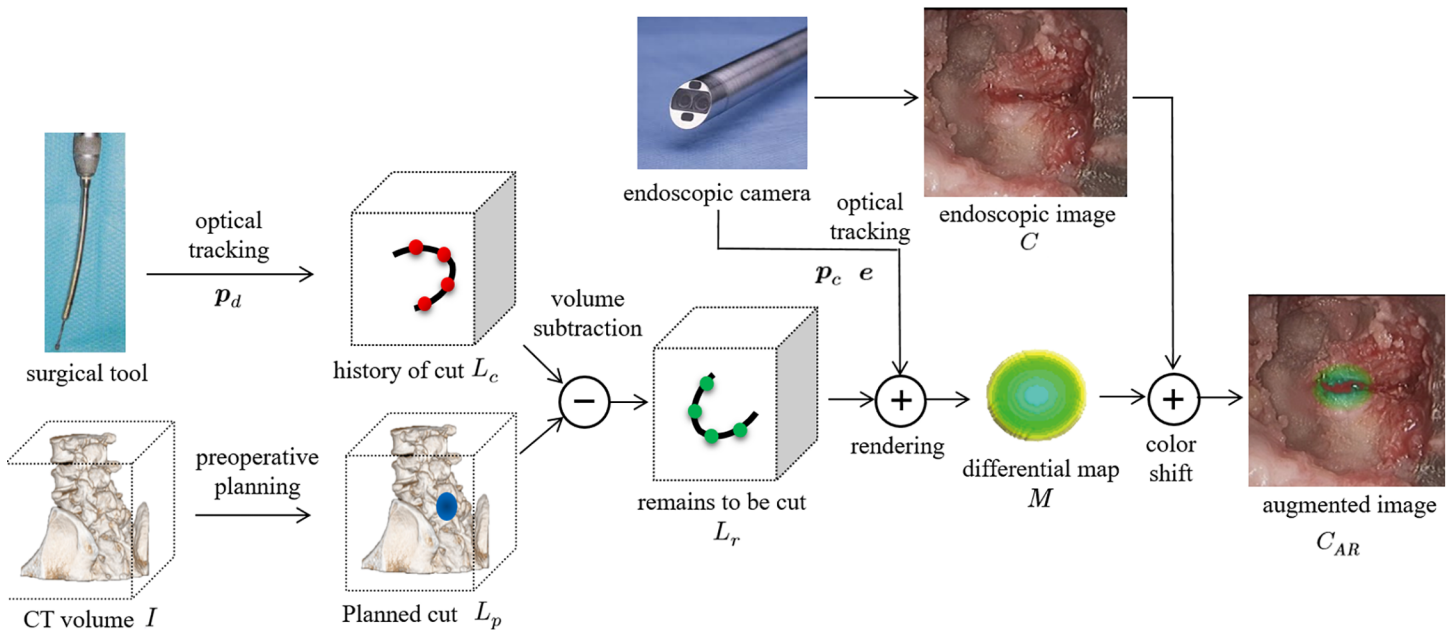 endoscopic camera
endoscopic image
C
optical
tracking
p_c e
optical
tracking
p_d
surgical tool
history of cut L_c
volume
subtraction
−
+
rendering
+
color
shift
differential map
M
remains to be cut
L_r
augmented image
C_AR
preoperative
planning
CT volume I
Planned cut L_p